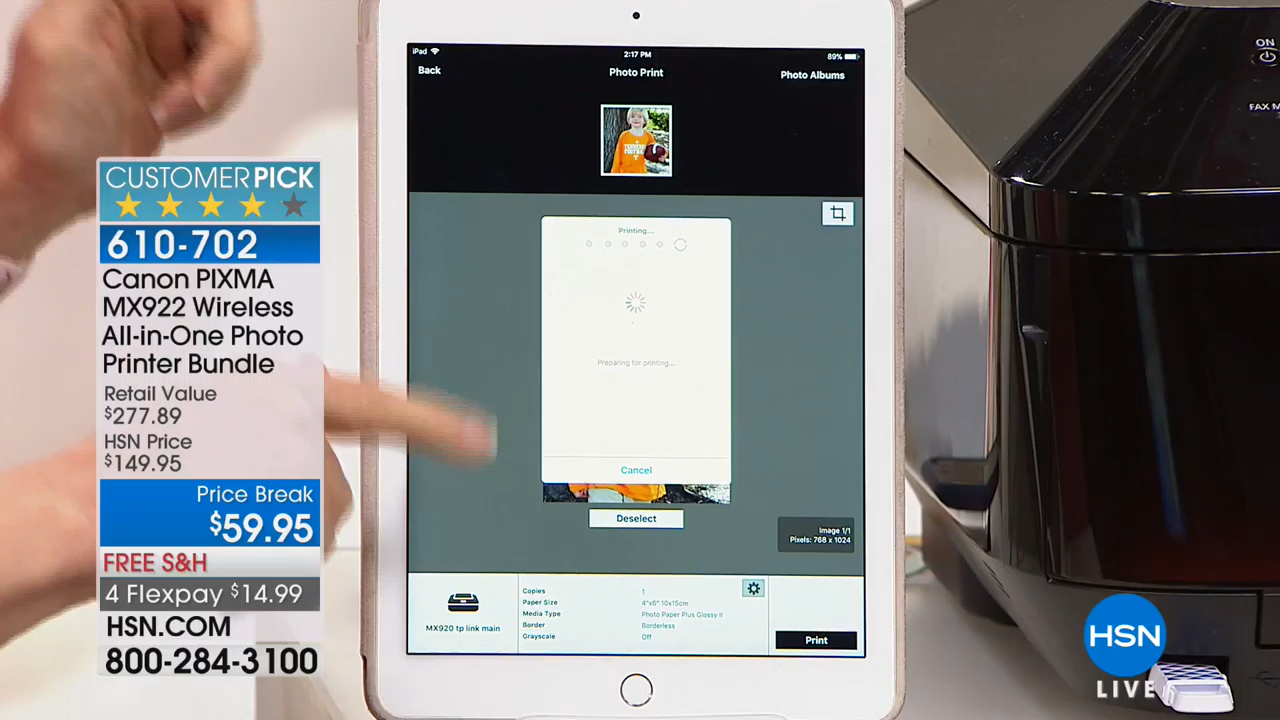 CUSTOMER PICK
610-702
Canon PIXMA
MX922 Wireless
All-in-One Photo
Printer Bundle
Retail Value
$277.89
HSN Price
$149.95
Price Break
$59.95
FREE S&H
4 Flexpay $14.99
HSN.COM
800-284-3100
iPad
2:17 PM
89%
Back
Photo Print
Photo Albums
Printing...
Preparing for printing...
Cancel
Deselect
Image 1/1
Pixels: 768 x 1024
MX920 tp link main
Copies 1
Paper Size 4"x6" 10x15cm
Media Type Photo Paper Plus Glossy II
Border Borderless
Grayscale Off
Print
ON
FAX
HSN
LIVE